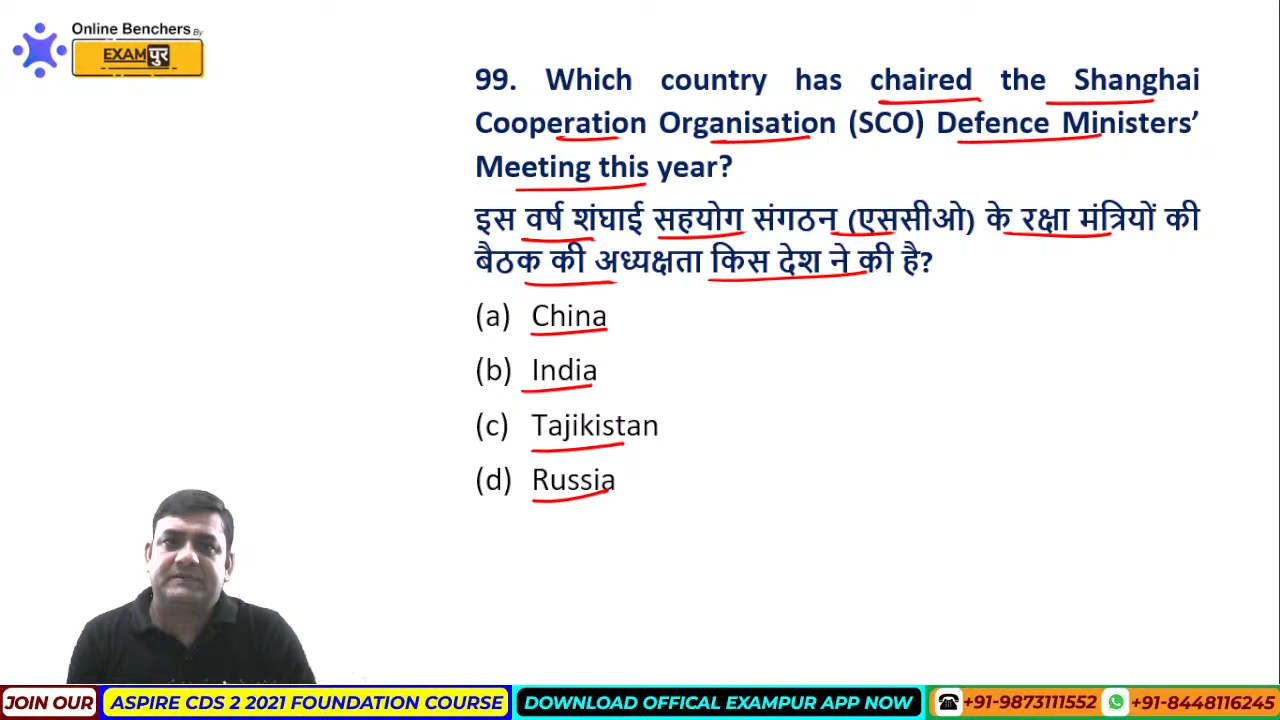 Online Benchers By
EXAMपुर
99. Which country has chaired the Shanghai
Cooperation Organisation (SCO) Defence Ministers’
Meeting this year?
इस वर्ष शंघाई सहयोग संगठन (एससीओ) के रक्षा मंत्रियों की
बैठक की अध्यक्षता किस देश ने की है?
(a) China
(b) India
(c) Tajikistan
(d) Russia
JOIN OUR ASPIRE CDS 2 2021 FOUNDATION COURSE DOWNLOAD OFFICAL EXAMPUR APP NOW +91-9873111552 +91-8448116245